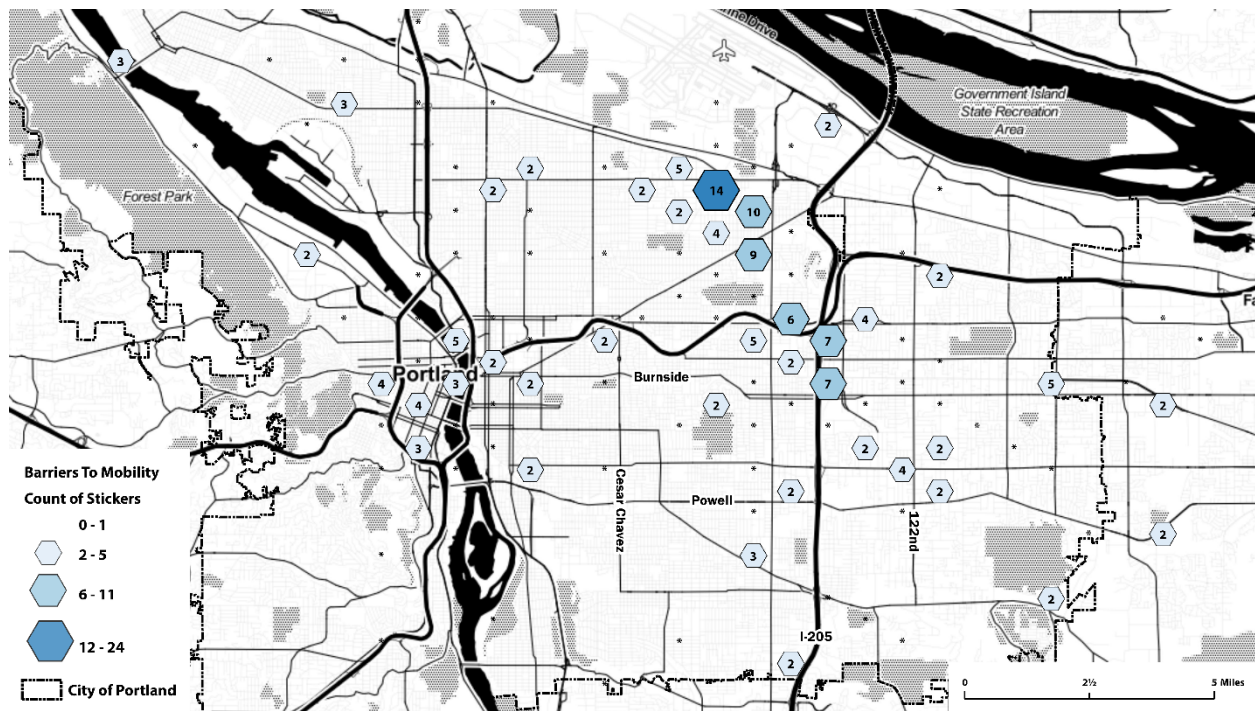 3
rine Drive
3
2
Government Island
State Recreation
Area
2
5
Forest Park
2
2
14
2
10
4
2
9
2
F
6
4
5
7
2
5
2
2
Portland
4
3
2
Burnside
7
5
4
2
2
3
2
2
2
4
Cesar Chavez
Powell
2
2
122nd
2
3
2
I-205
2
Barriers To Mobility
Count of Stickers
0 - 1
2 - 5
6 - 11
12 - 24
City of Portland
0
2½
5 Miles